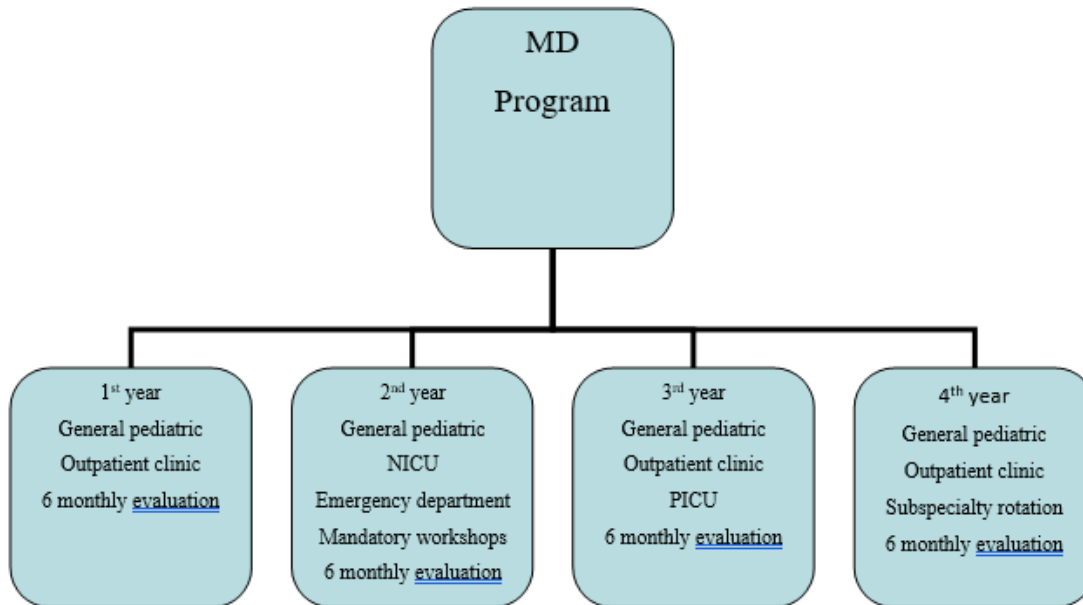 MD
Program
1st year
General pediatric
Outpatient clinic
6 monthly evaluation
2nd year
General pediatric
NICU
Emergency department
Mandatory workshops
6 monthly evaluation
3rd year
General pediatric
Outpatient clinic
PICU
6 monthly evaluation
4th year
General pediatric
Outpatient clinic
Subspecialty rotation
6 monthly evaluation